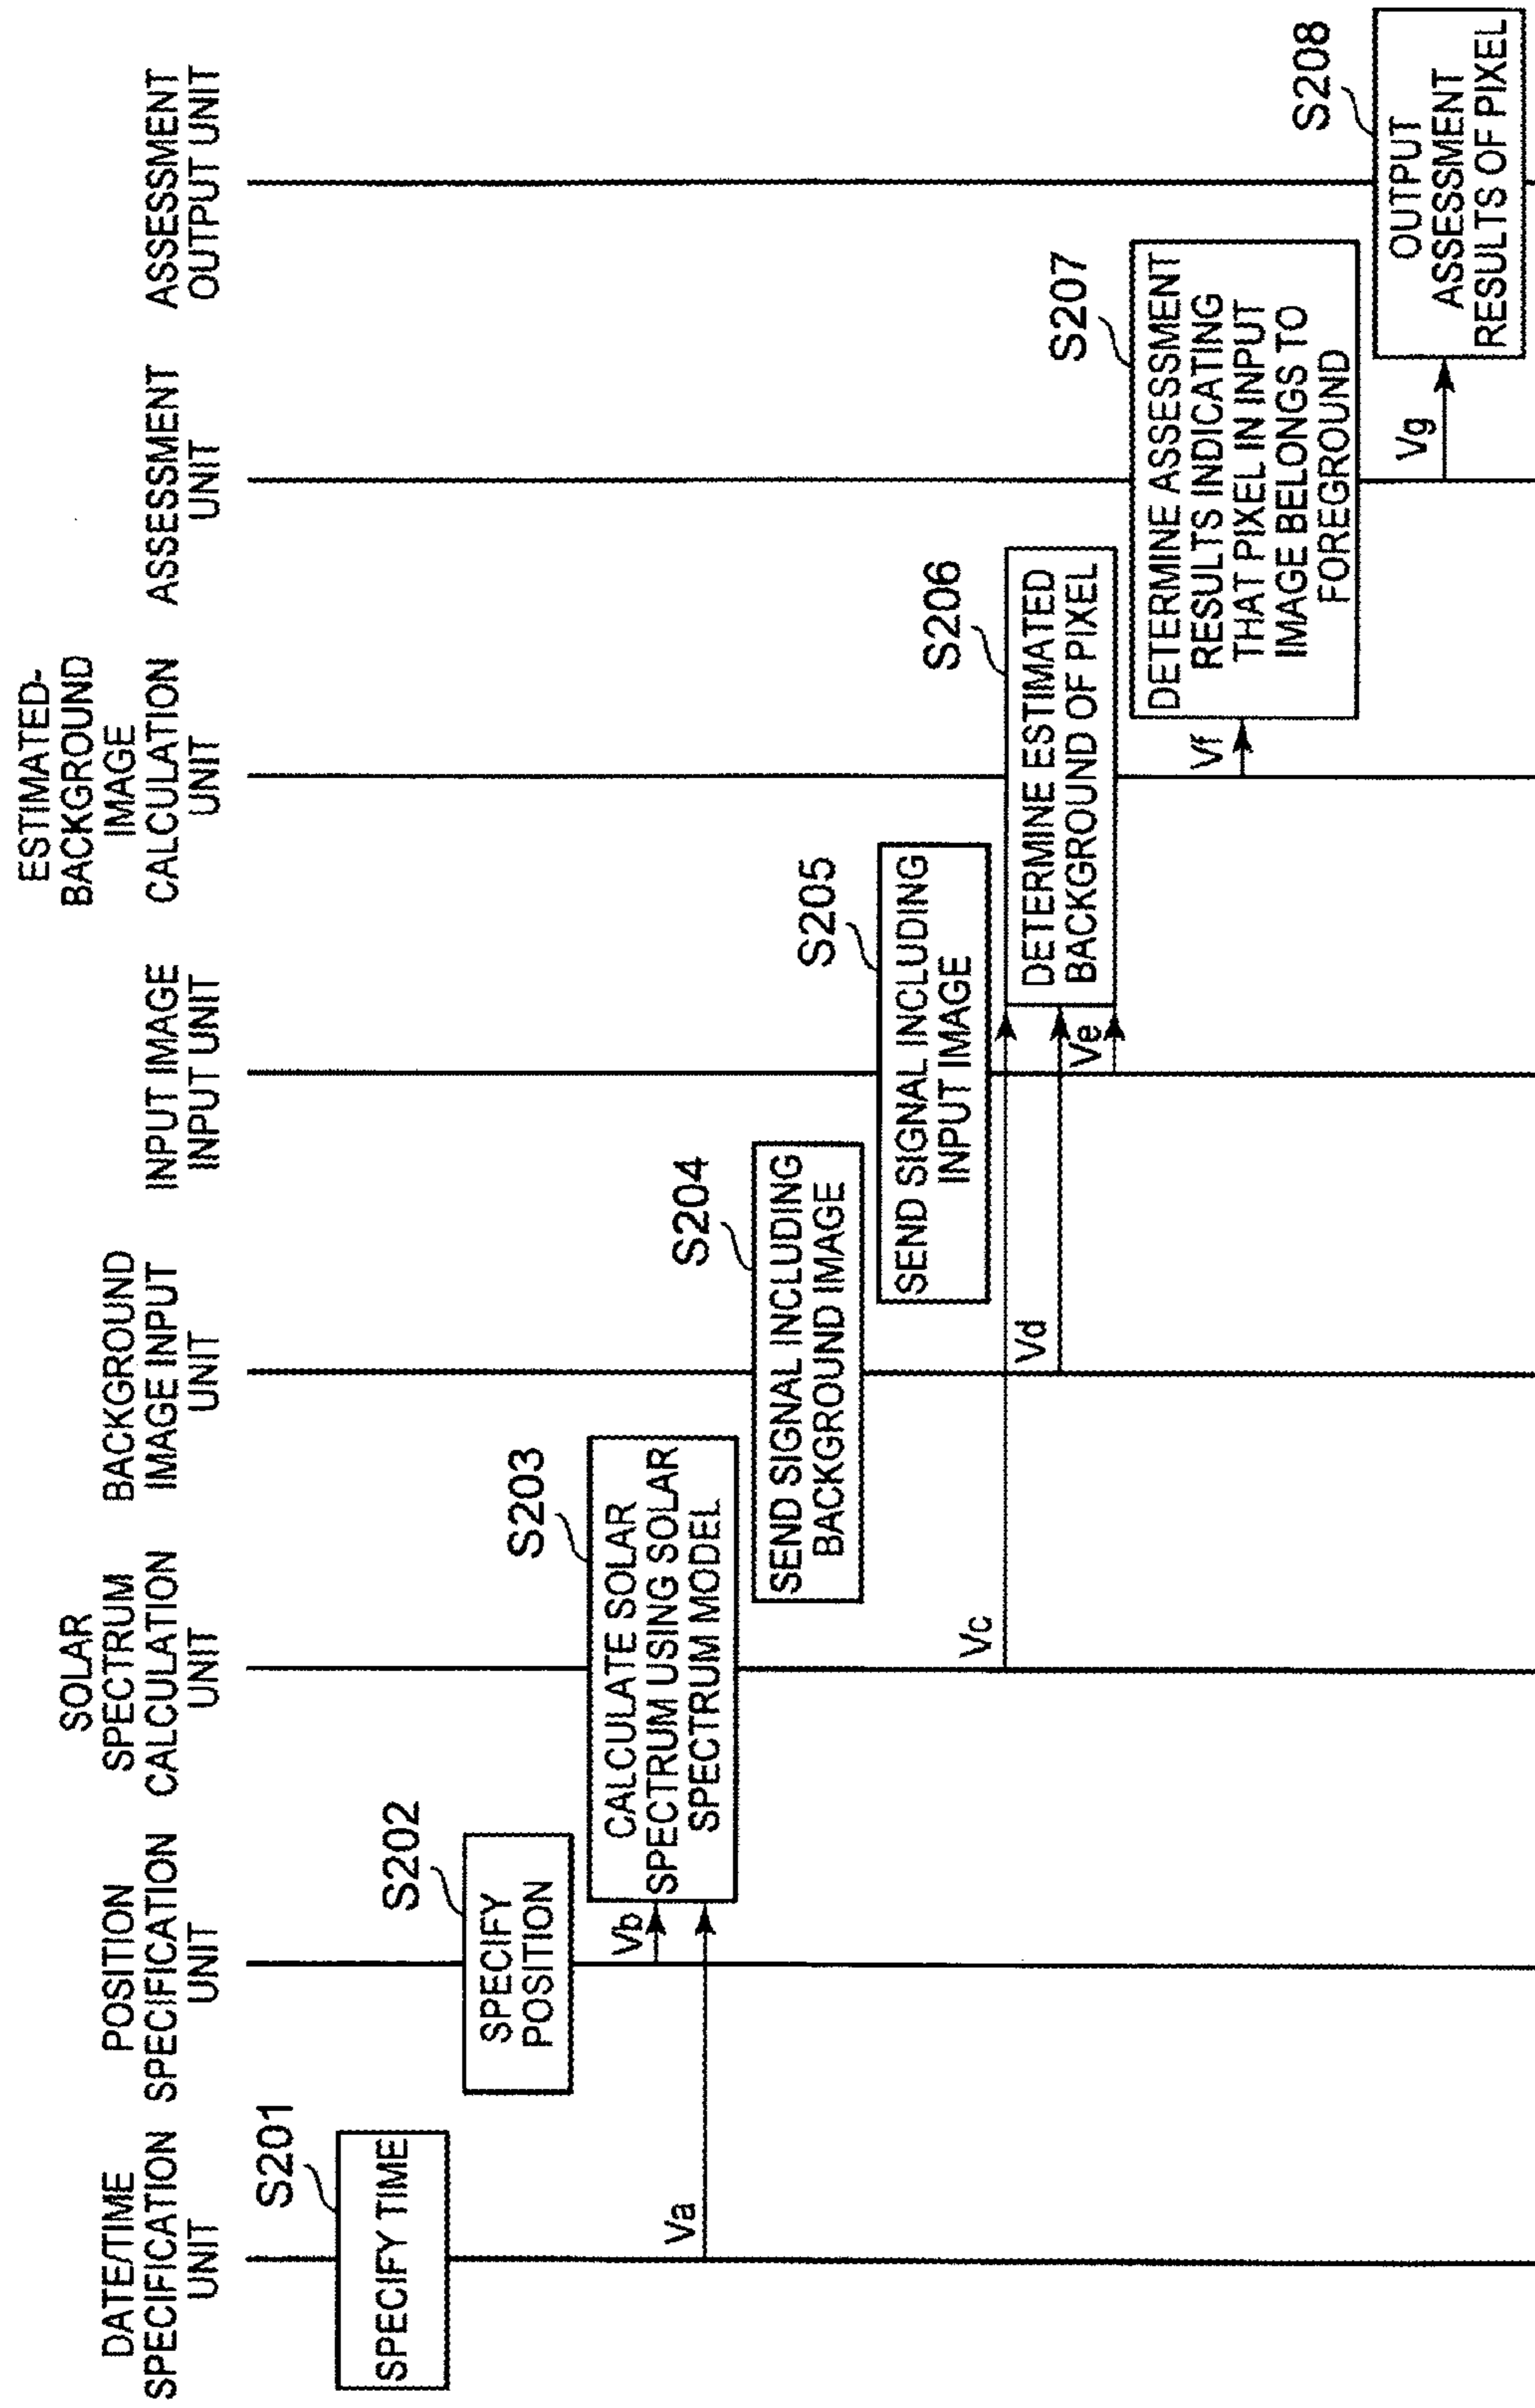 DATE/TIME
SPECIFICATION
UNIT
POSITION
SPECIFICATION
UNIT
SOLAR
SPECTRUM
CALCULATION
UNIT
BACKGROUND
IMAGE INPUT
UNIT
INPUT IMAGE
INPUT UNIT
ESTIMATED-
BACKGROUND
IMAGE
CALCULATION
UNIT
ASSESSMENT
UNIT
ASSESSMENT
OUTPUT UNIT
S201
SPECIFY TIME
S202
SPECIFY
POSITION
S203
CALCULATE SOLAR
SPECTRUM USING SOLAR
SPECTRUM MODEL
Vb
Va
S204
SEND SIGNAL INCLUDING
BACKGROUND IMAGE
S205
SEND SIGNAL INCLUDING
INPUT IMAGE
Vc
Vd
Ve
S206
DETERMINE ESTIMATED
BACKGROUND OF PIXEL
Vf
S207
DETERMINE ASSESSMENT
RESULTS INDICATING
THAT PIXEL IN INPUT
IMAGE BELONGS TO
FOREGROUND
Vg
S208
OUTPUT
ASSESSMENT
RESULTS OF PIXEL